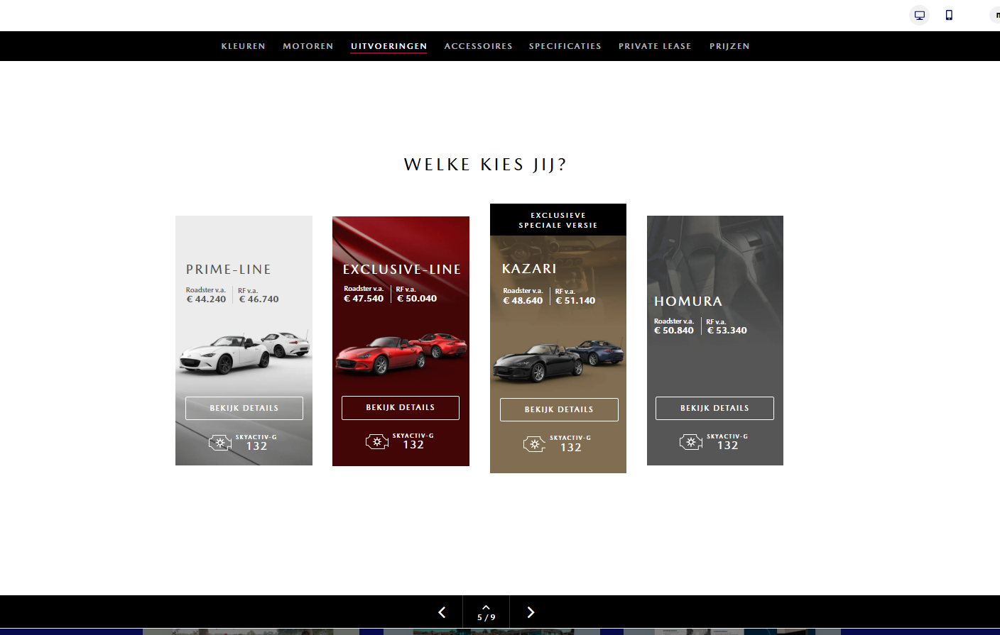 KLEUREN MOTOREN UITVOERINGEN ACCESSOIRES SPECIFICATIES PRIVATE LEASE PRIJZEN
WELKE KIES JIJ?
PRIME-LINE
Roadster v.a. RF v.a.
€ 44.240 € 46.740
BEKIJK DETAILS
SKYACTIV-G
132
EXCLUSIVE-LINE
Roadster v.a. RF v.a.
€ 47.540 € 50.040
BEKIJK DETAILS
SKYACTIV-G
132
EXCLUSIEVE
SPECIALE VERSIE
KAZARI
Roadster v.a. RF v.a.
€ 48.640 € 51.140
BEKIJK DETAILS
SKYACTIV-G
132
HOMURA
Roadster v.a. RF v.a.
€ 50.840 € 53.340
BEKIJK DETAILS
SKYACTIV-G
132
5 / 9